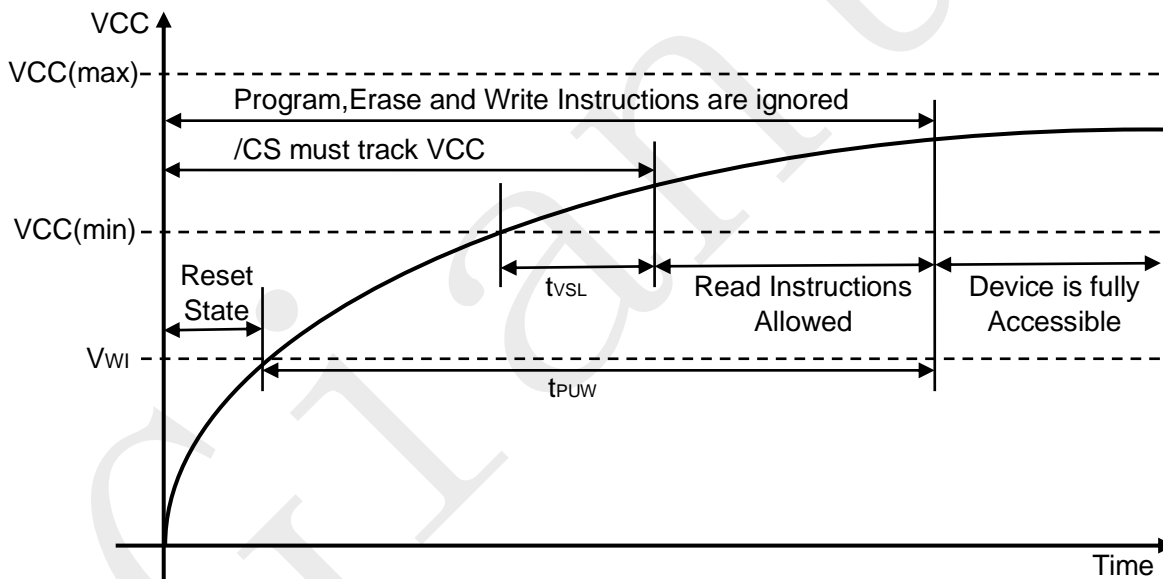 VCC
VCC(max)
Program,Erase and Write Instructions are ignored
/CS must track VCC
VCC(min)
Reset
State
tVSL
Read Instructions
Allowed
Device is fully
Accessible
VWI
tPUW
Time